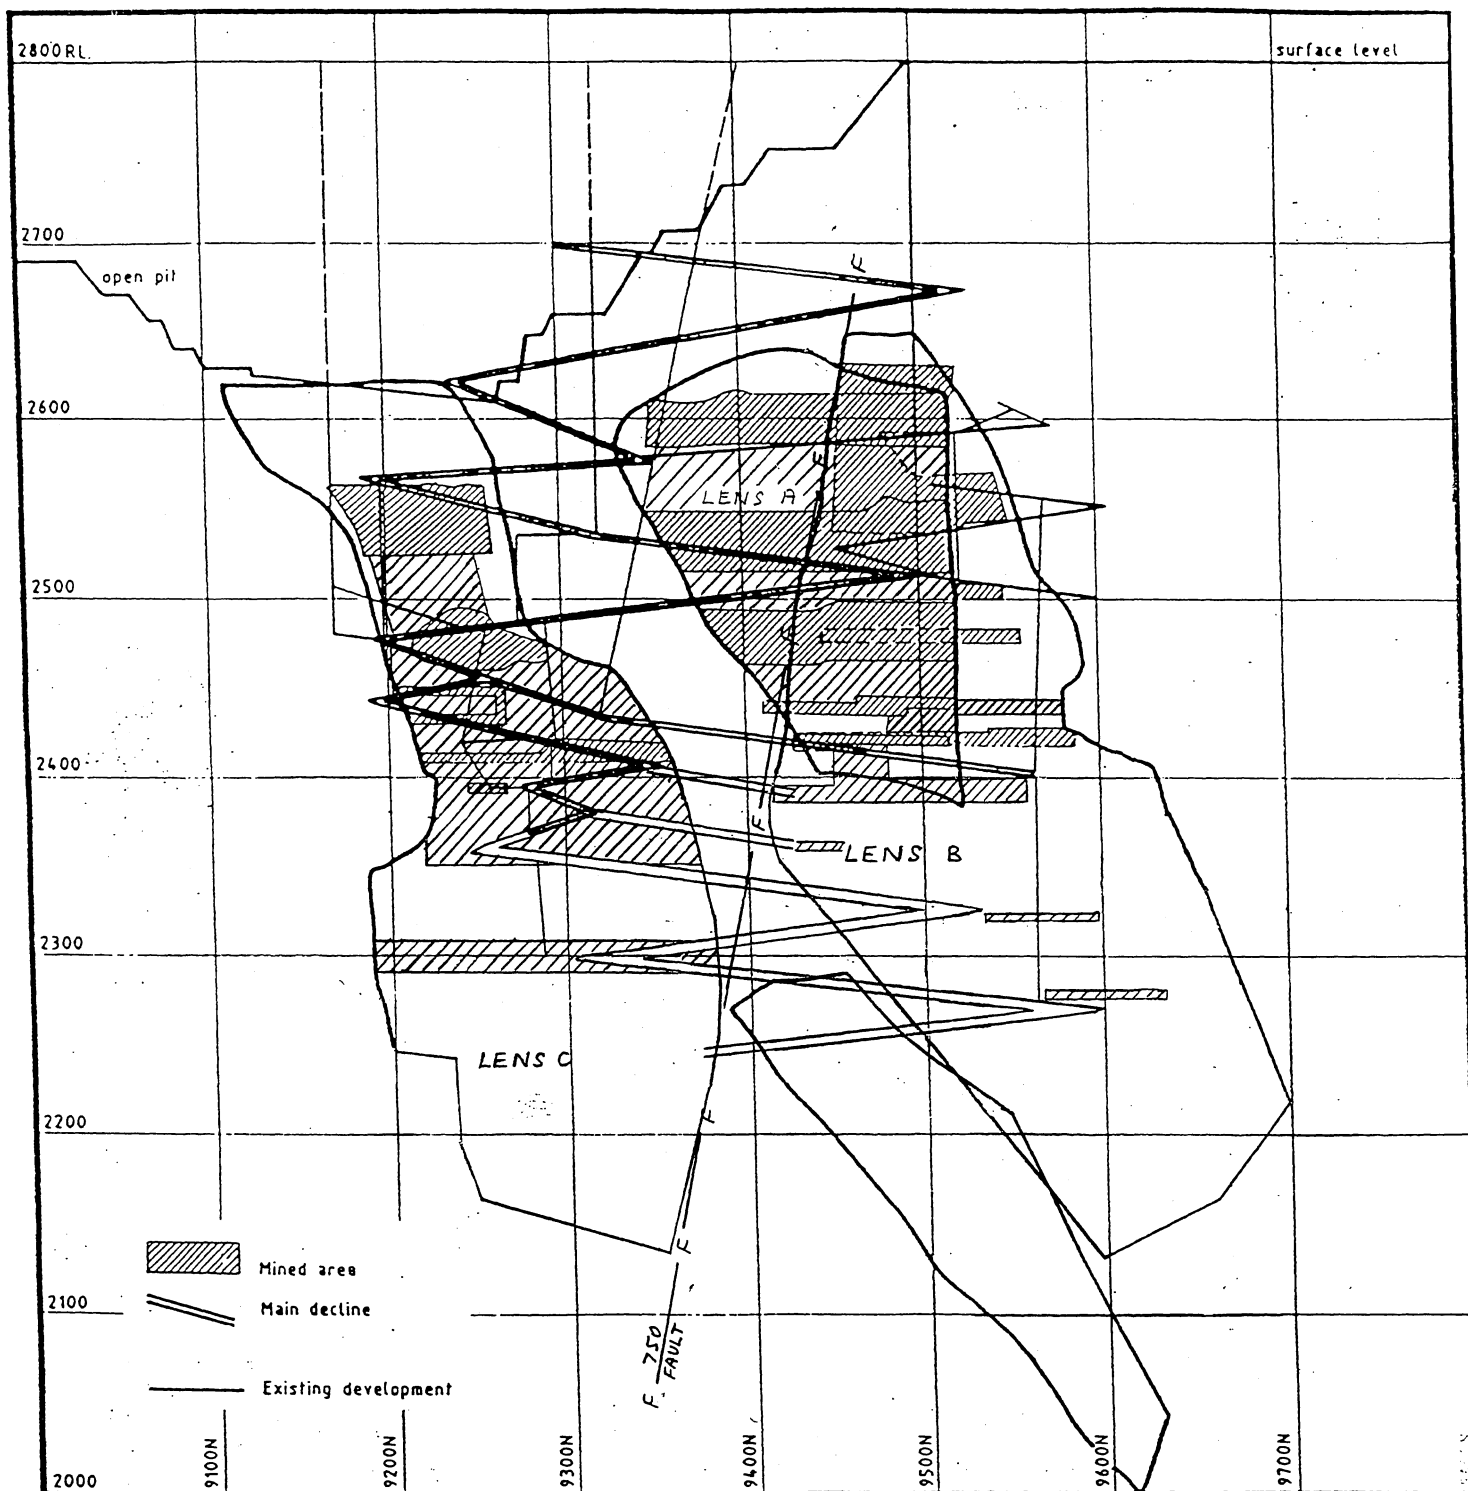 2800RL.
surface level
2700
open pit
F
2600
F
LENS A
2500
F
2400
F
LENS B
2300
LENS C
F
2200
F
Mined area
Main decline
2100
F. 750
FAULT
Existing development
9100N
9200N
9300N
9400N
9500N
9600N
9700N
2000